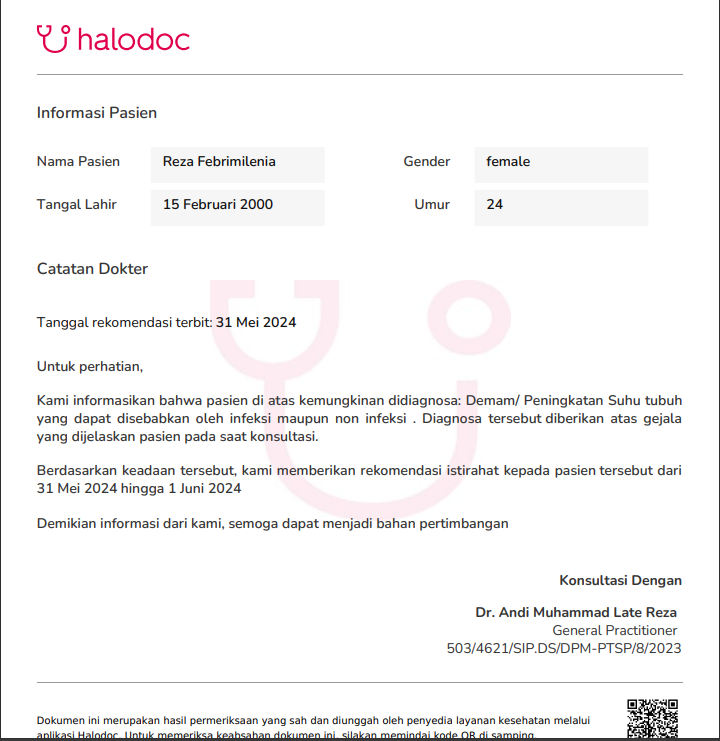 halodoc
Informasi Pasien
Nama Pasien Reza Febrimilenia Gender female
Tangal Lahir 15 Februari 2000 Umur 24
Catatan Dokter
Tanggal rekomendasi terbit: 31 Mei 2024
Untuk perhatian,
Kami informasikan bahwa pasien di atas kemungkinan didiagnosa: Demam/ Peningkatan Suhu tubuh
yang dapat disebabkan oleh infeksi maupun non infeksi . Diagnosa tersebut diberikan atas gejala
yang dijelaskan pasien pada saat konsultasi.
Berdasarkan keadaan tersebut, kami memberikan rekomendasi istirahat kepada pasien tersebut dari
31 Mei 2024 hingga 1 Juni 2024
Demikian informasi dari kami, semoga dapat menjadi bahan pertimbangan
Konsultasi Dengan
Dr. Andi Muhammad Late Reza
General Practitioner
503/4621/SIP.DS/DPM-PTSP/8/2023
Dokumen ini merupakan hasil permeriksaan yang sah dan diunggah oleh penyedia layanan kesehatan melalui
aplikasi Halodoc. Untuk memeriksa keabsahan dokumen ini, silakan memindai kode QR di samping.